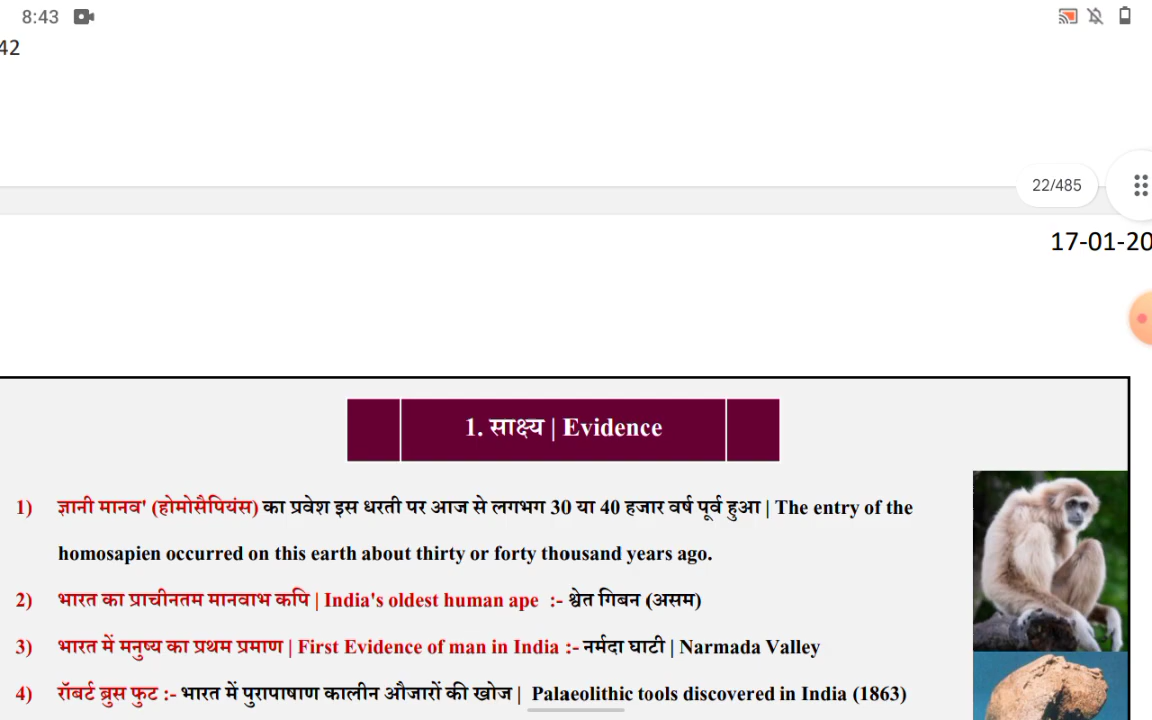 8:43
42
22/485
17-01-20
1. साक्ष्य | Evidence
1) ज्ञानी मानव' (होमोसैपियंस) का प्रवेश इस धरती पर आज से लगभग 30 या 40 हजार वर्ष पूर्व हुआ | The entry of the
homosapien occurred on this earth about thirty or forty thousand years ago.
2) भारत का प्राचीनतम मानवाभ कपि | India's oldest human ape :- श्वेत गिबन (असम)
3) भारत में मनुष्य का प्रथम प्रमाण | First Evidence of man in India :- नर्मदा घाटी | Narmada Valley
4) रॉबर्ट ब्रुस फुट :- भारत में पुरापाषाण कालीन औजारों की खोज | Palaeolithic tools discovered in India (1863)